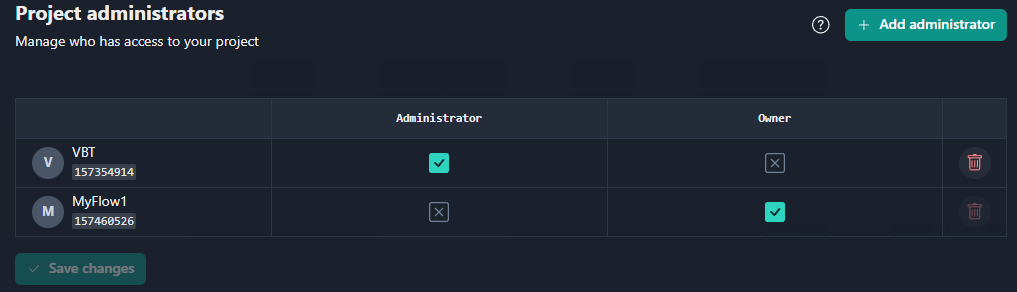 Project administrators
Manage who has access to your project
Add administrator
Administrator Owner
V VBT
157354914
M MyFlow1
157460526
Save changes